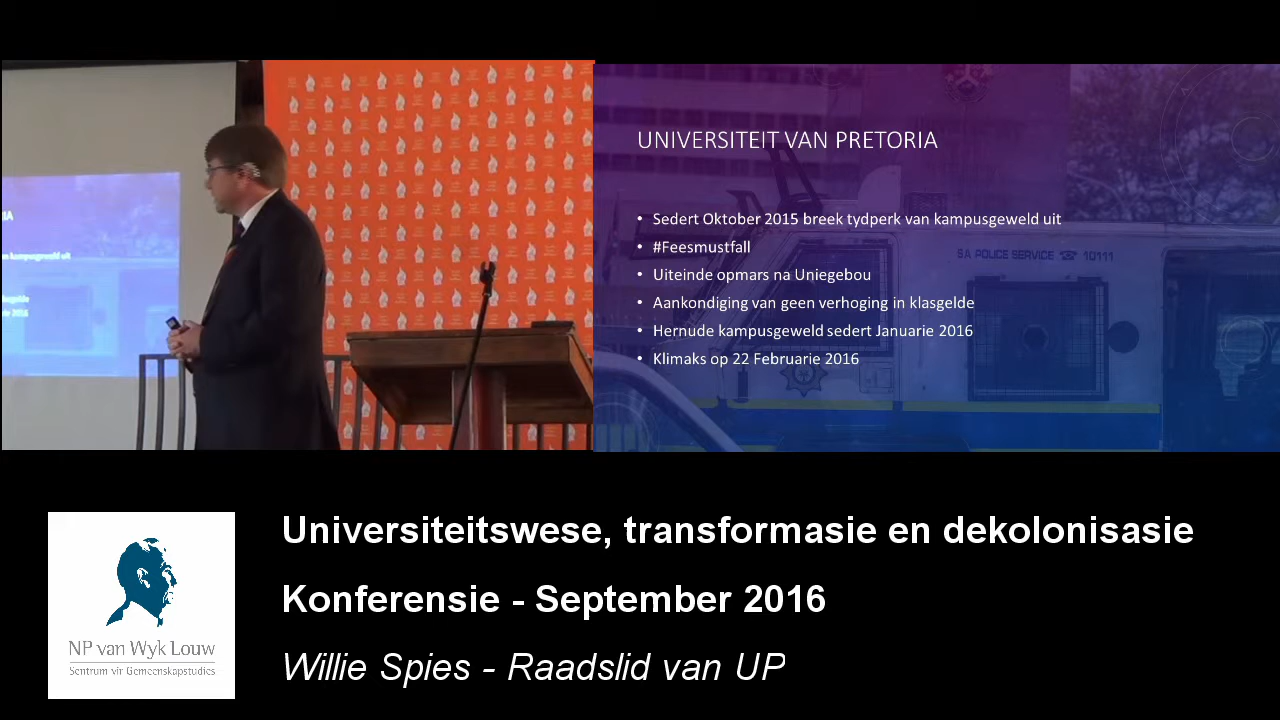 UNIVERSITEIT VAN PRETORIA
• Sedert Oktober 2015 breek tydperk van kampusgeweld uit
• #Feesmustfall
• Uiteinde opmars na Uniegebou
• Aankondiging van geen verhoging in klasgelde
• Hernude kampusgeweld sedert Januarie 2016
• Klimaks op 22 Februarie 2016
SA POLICE SERVICE ☎ 10111
Universiteitswese, transformasie en dekolonisasie
Konferensie - September 2016
Willie Spies - Raadslid van UP
NP van Wyk Louw
Sentrum vir Gemeenskapstudies